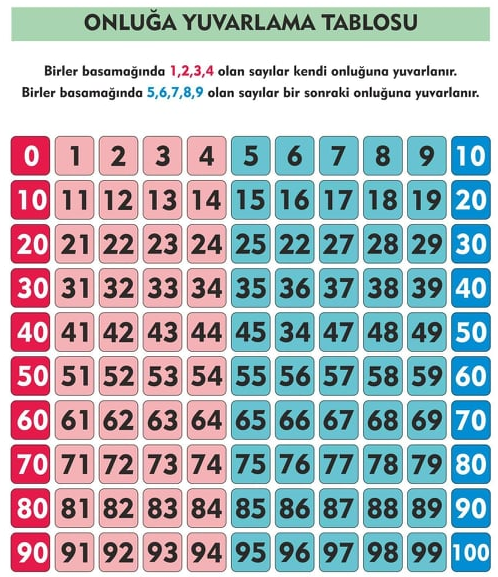 ONLUĞA YUVARLAMA TABLOSU
Birler basamağında 1,2,3,4 olan sayılar kendi onluğuna yuvarlanır.
Birler basamağında 5,6,7,8,9 olan sayılar bir sonraki onluğuna yuvarlanır.
0 1 2 3 4 5 6 7 8 9 10
10 11 12 13 14 15 16 17 18 19 20
20 21 22 23 24 25 22 27 28 29 30
30 31 32 33 34 35 36 37 38 39 40
40 41 42 43 44 45 34 47 48 49 50
50 51 52 53 54 55 56 57 58 59 60
60 61 62 63 64 65 66 67 68 69 70
70 71 72 73 74 75 76 77 78 79 80
80 81 82 83 84 85 86 87 88 89 90
90 91 92 93 94 95 96 97 98 99 100